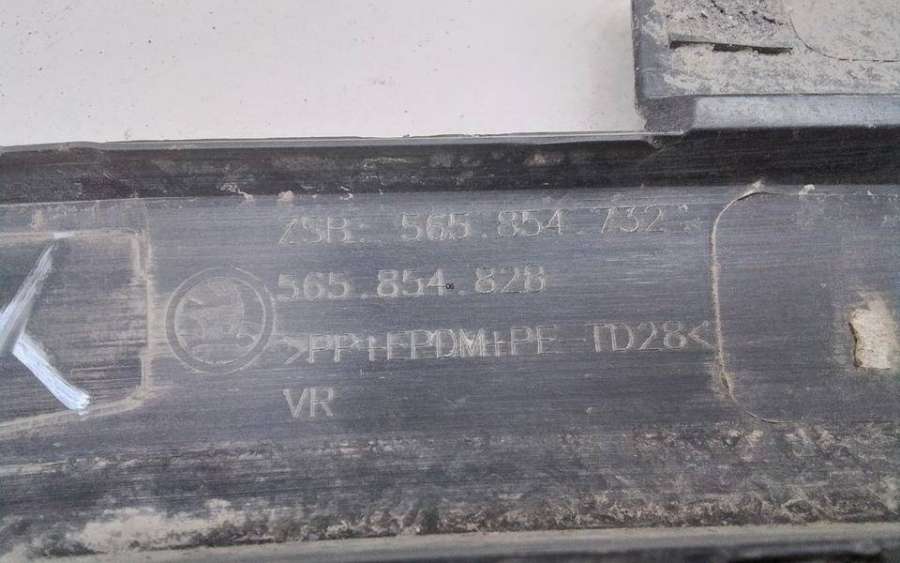 ZSB. 565.854.732
565.854.828
>PP+EPDM+PE TD28<
VR